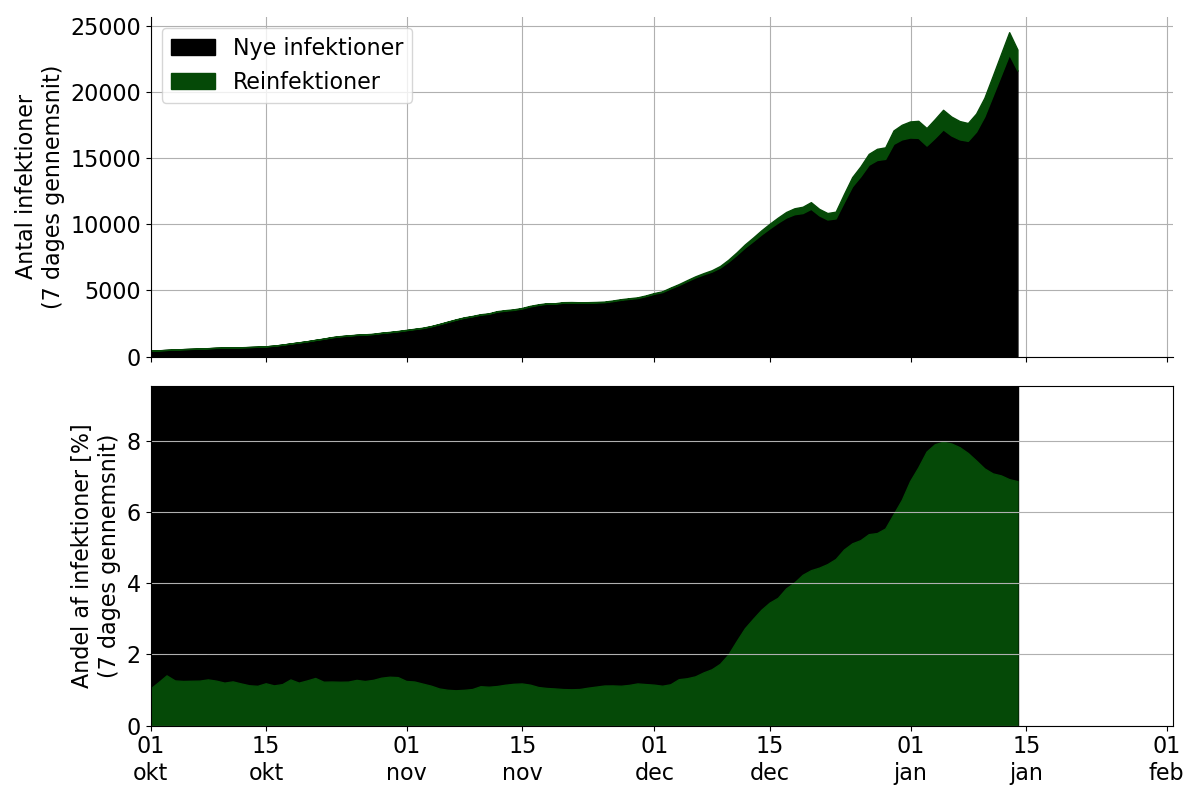 Antal infektioner
(7 dages gennemsnit)
25000
20000
15000
10000
5000
0
Nye infektioner
Reinfektioner
Andel af infektioner [%]
(7 dages gennemsnit)
8
6
4
2
0
01 15 01 15 01 15 01 15 01
okt okt nov nov dec dec jan jan feb